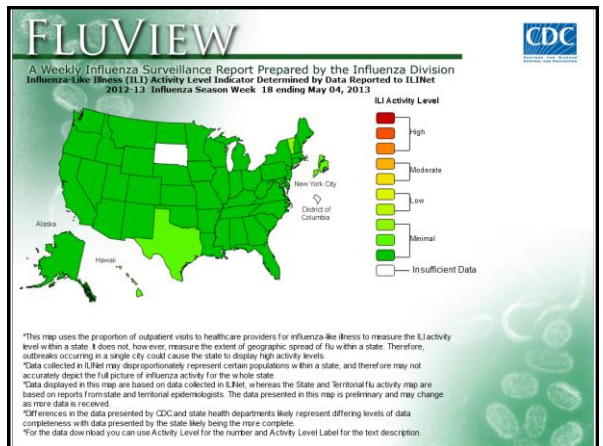 FLUVIEW
CDC
CENTERS FOR DISEASE
CONTROL AND PREVENTION
A Weekly Influenza Surveillance Report Prepared by the Influenza Division
Influenza-Like Illness (ILI) Activity Level Indicator Determined by Data Reported to ILINet
2012-13 Influenza Season Week 18 ending May 04, 2013
ILI Activity Level
High
Moderate
Low
Minimal
Insufficient Data
New York City
District of
Columbia
Alaska
Hawaii
*This map uses the proportion of outpatient visits to healthcare providers for influenza-like illness to measure the ILI activity
level within a state. It does not, however, measure the extent of geographic spread of flu within a state. Therefore,
outbreaks occurring in a single city could cause the state to display high activity levels.
*Data collected in ILINet may disproportionately represent certain populations within a state, and therefore may not
accurately depict the full picture of influenza activity for the whole state.
*Data displayed in this map are based on data collected in ILINet, whereas the State and Territorial flu activity map are
based on reports from state and territorial epidemiologists. The data presented in this map is preliminary and may change
as more data is received.
*Differences in the data presented by CDC and state health departments likely represent differing levels of data
completeness with data presented by the state likely being the more complete.
*For the data download you can use Activity Level for the number and Activity Level Label for the text description.